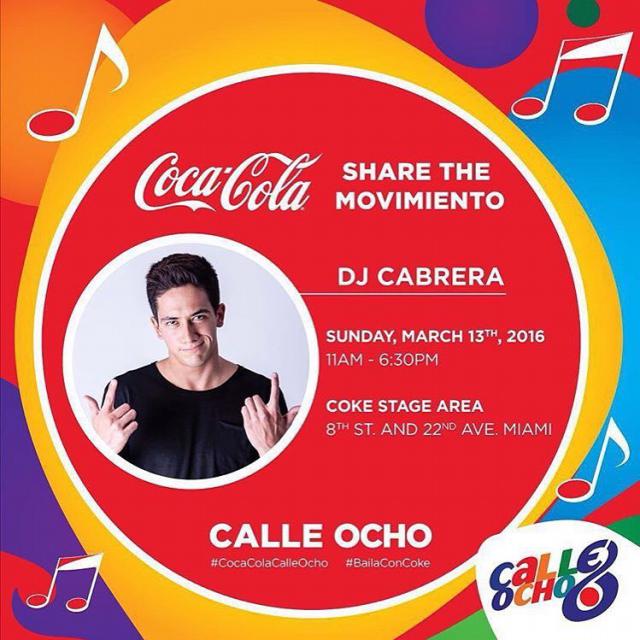 Coca-Cola
SHARE THE
MOVIMIENTO
DJ CABRERA
SUNDAY, MARCH 13TH, 2016
11AM - 6:30PM
COKE STAGE AREA
8TH ST. AND 22ND AVE. MIAMI
CALLE OCHO
#CocaColaCalleOcho #BailaConCoke
CALLE
OCHO 8